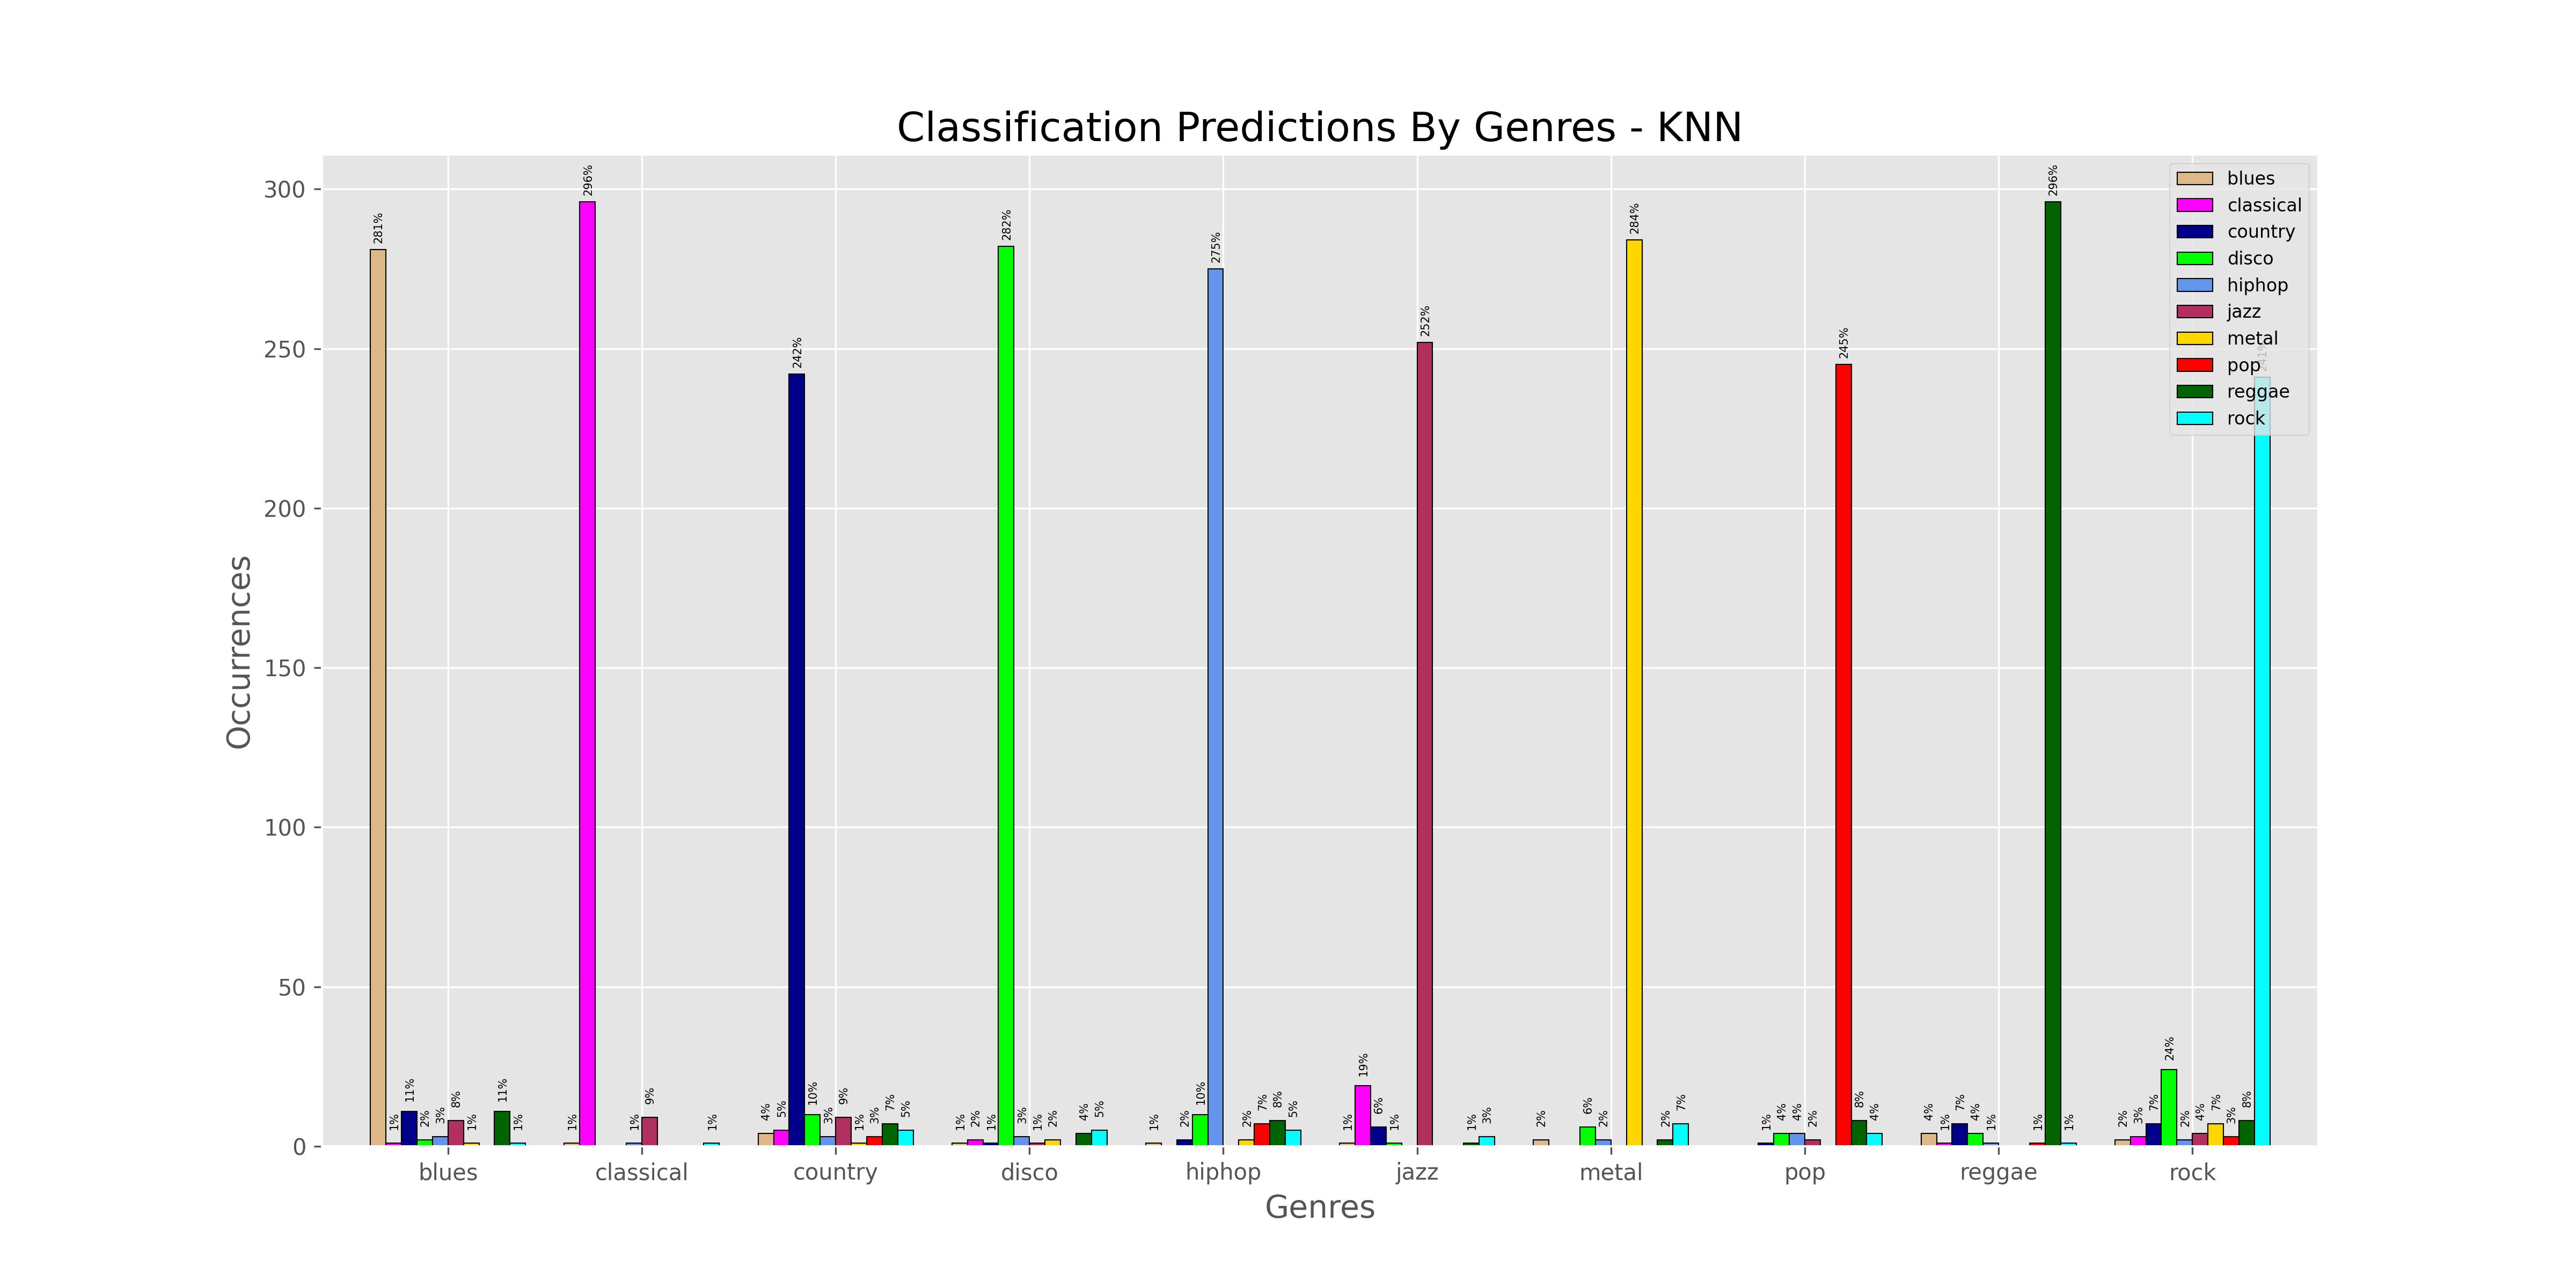 Classification Predictions By Genres - KNN
Occurrences
300
250
200
150
100
50
0
281% 1% 11% 2% 3% 8% 1% 11% 1%
1% 296% 1% 9% 1%
4% 5% 242% 10% 3% 9% 1% 3% 7% 5%
1% 2% 1% 282% 3% 1% 2% 4% 5%
1% 2% 10% 275% 2% 7% 8% 5%
1% 19% 6% 1% 252% 1% 3%
2% 6% 2% 284% 2% 7%
1% 4% 4% 2% 245% 8% 4%
4% 1% 7% 4% 1% 1% 296% 1%
2% 3% 7% 24% 2% 4% 7% 3% 8% 241%
blues
classical
country
disco
hiphop
jazz
metal
pop
reggae
rock
blues classical country disco hiphop jazz metal pop reggae rock
Genres